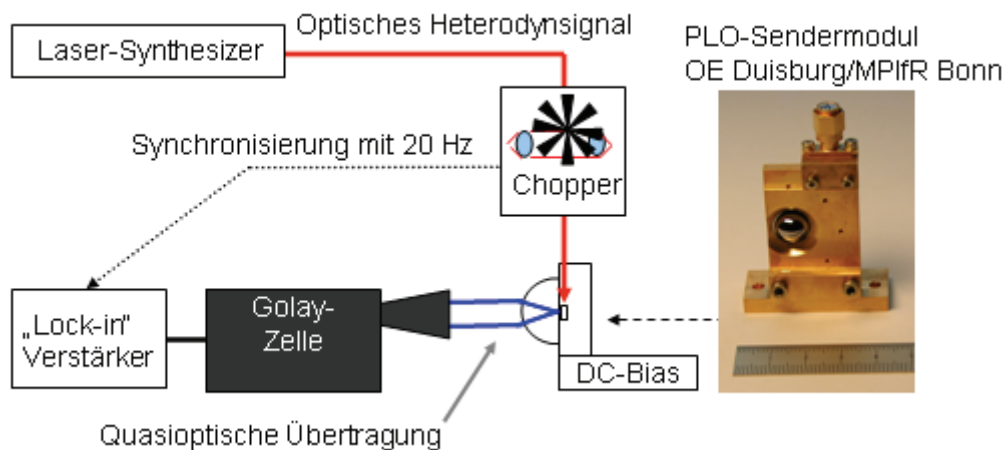 Laser-Synthesizer
Optisches Heterodynsignal
PLO-Sendermodul
OE Duisburg/MPIfR Bonn
Synchronisierung mit 20 Hz
Chopper
„Lock-in"
Verstärker
Golay-
Zelle
DC-Bias
Quasioptische Übertragung